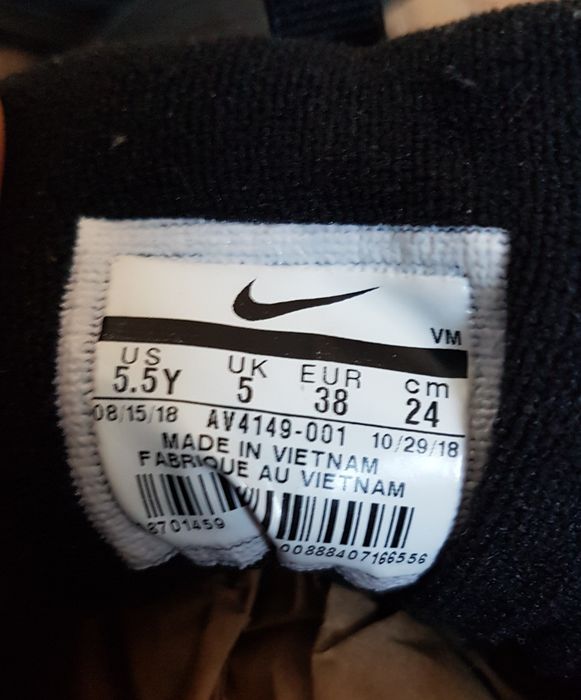 VM
US UK EUR cm
5.5Y 5 38 24
08/15/18 AV4149-001 10/29/18
MADE IN VIETNAM
FABRIQUE AU VIETNAM
8701459
00888407166556